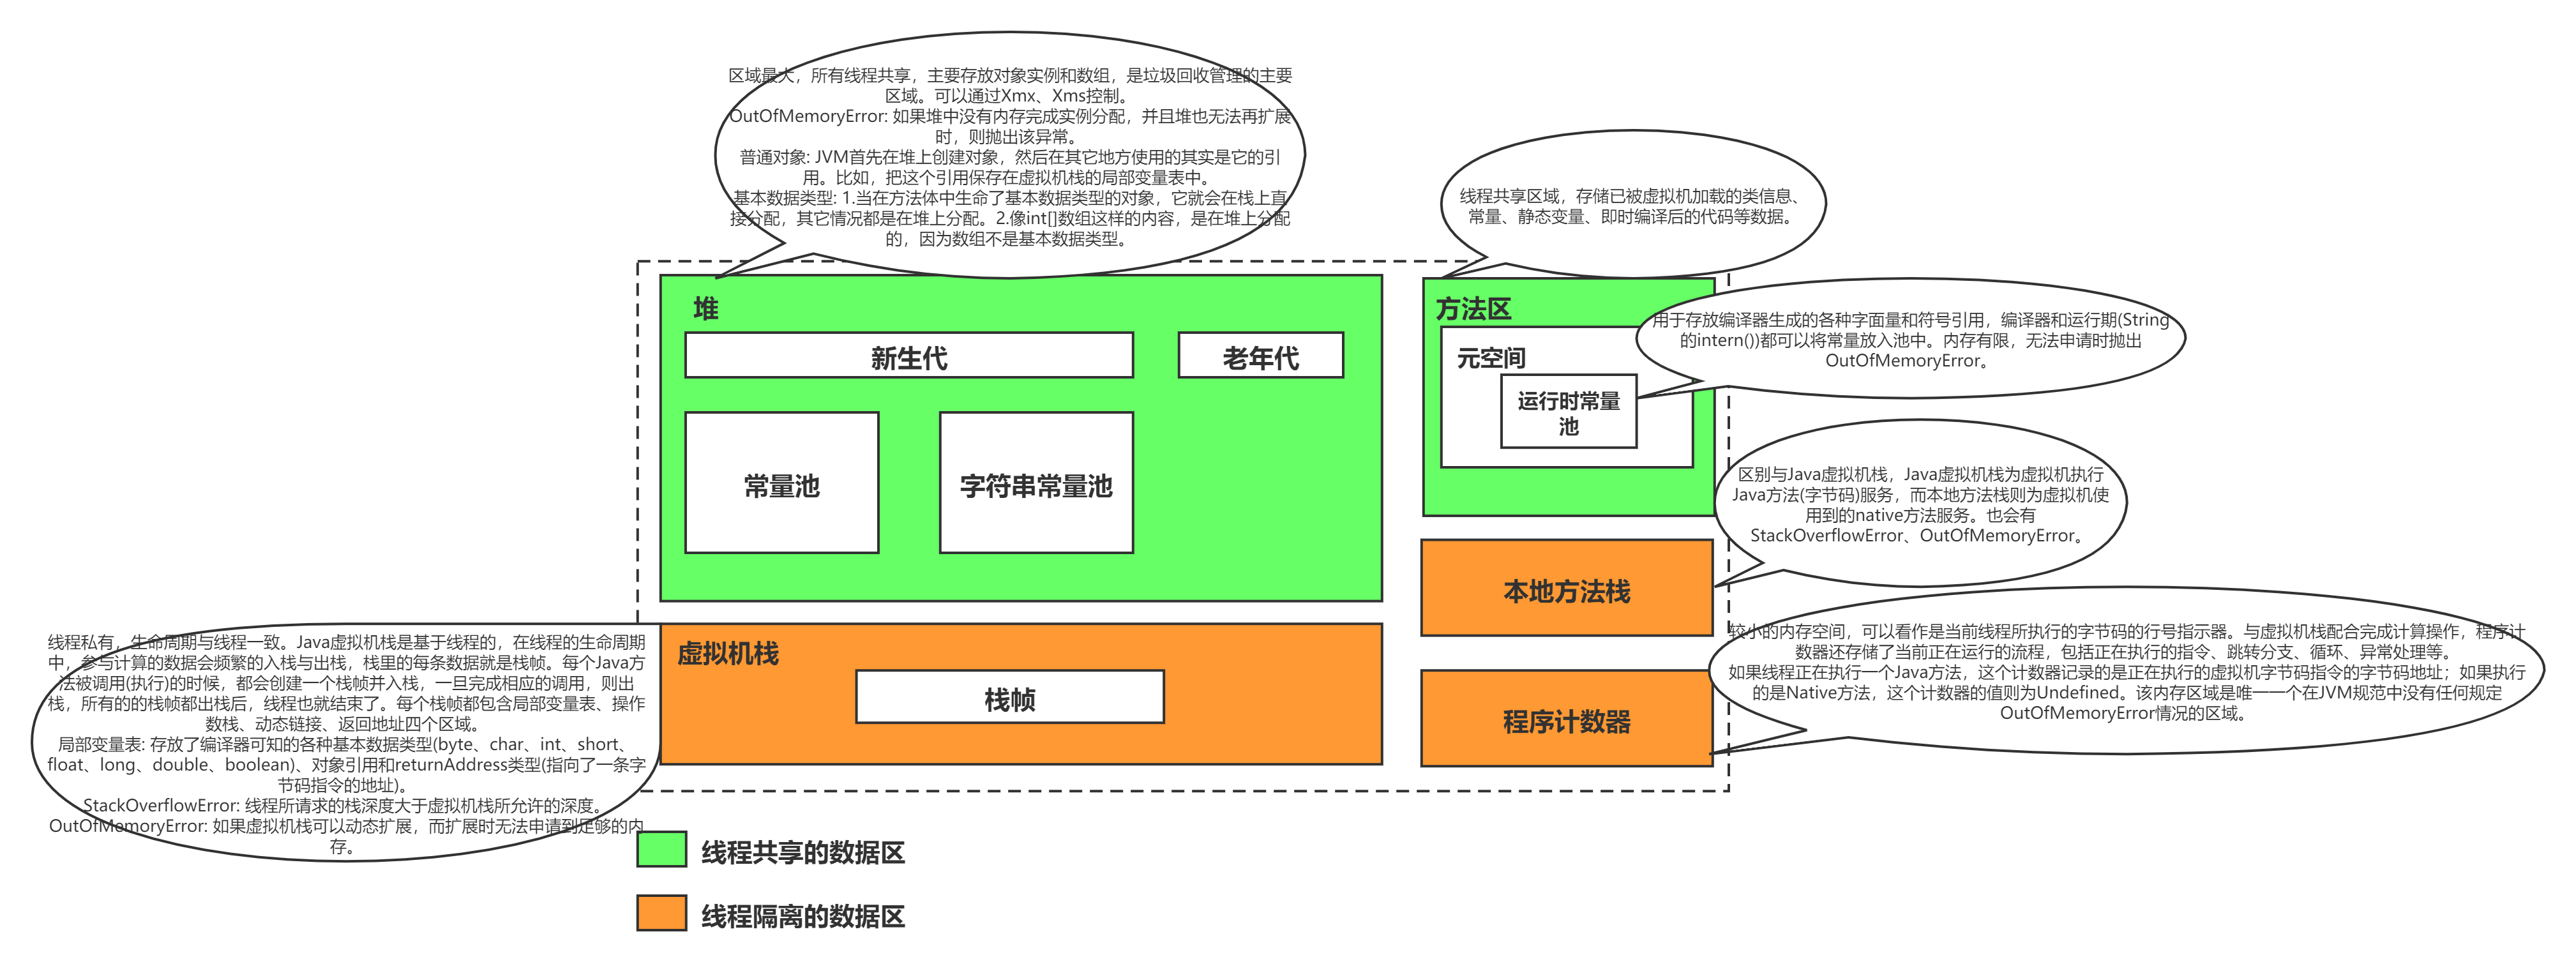 区域最大，所有线程共享，主要存放对象实例和数组，是垃圾回收管理的主要
区域。可以通过Xmx、Xms控制。
OutOfMemoryError: 如果堆中没有内存完成实例分配，并且堆也无法再扩展
时，则抛出该异常。
普通对象: JVM首先在堆上创建对象，然后在其它地方使用的其实是它的引
用。比如，把这个引用保存在虚拟机栈的局部变量表中。
基本数据类型: 1.当在方法体中生命了基本数据类型的对象，它就会在栈上直
接分配，其它情况都是在堆上分配。2.像int[]数组这样的内容，是在堆上分配
的，因为数组不是基本数据类型。
线程共享区域，存储已被虚拟机加载的类信息、
常量、静态变量、即时编译后的代码等数据。
堆
新生代
老年代
常量池
字符串常量池
方法区
元空间
运行时常量
池
用于存放编译器生成的各种字面量和符号引用，编译器和运行期(String
的intern())都可以将常量放入池中。内存有限，无法申请时抛出
OutOfMemoryError。
区别与Java虚拟机栈，Java虚拟机栈为虚拟机执行
Java方法(字节码)服务，而本地方法栈则为虚拟机使
用到的native方法服务。也会有
StackOverflowError、OutOfMemoryError。
本地方法栈
较小的内存空间，可以看作是当前线程所执行的字节码的行号指示器。与虚拟机栈配合完成计算操作，程序计
数器还存储了当前正在运行的流程，包括正在执行的指令、跳转分支、循环、异常处理等。
如果线程正在执行一个Java方法，这个计数器记录的是正在执行的虚拟机字节码指令的字节码地址；如果执行
的是Native方法，这个计数器的值则为Undefined。该内存区域是唯一一个在JVM规范中没有任何规定
OutOfMemoryError情况的区域。
程序计数器
线程私有，生命周期与线程一致。Java虚拟机栈是基于线程的，在线程的生命周期
中，参与计算的数据会频繁的入栈与出栈，栈里的每条数据就是栈帧。每个Java方
法被调用(执行)的时候，都会创建一个栈帧并入栈，一旦完成相应的调用，则出
栈，所有的的栈帧都出栈后，线程也就结束了。每个栈帧都包含局部变量表、操作
数栈、动态链接、返回地址四个区域。
局部变量表: 存放了编译器可知的各种基本数据类型(byte、char、int、short、
float、long、double、boolean)、对象引用和returnAddress类型(指向了一条字
节码指令的地址)。
StackOverflowError: 线程所请求的栈深度大于虚拟机栈所允许的深度。
OutOfMemoryError: 如果虚拟机栈可以动态扩展，而扩展时无法申请到足够的内
存。
虚拟机栈
栈帧
线程共享的数据区
线程隔离的数据区